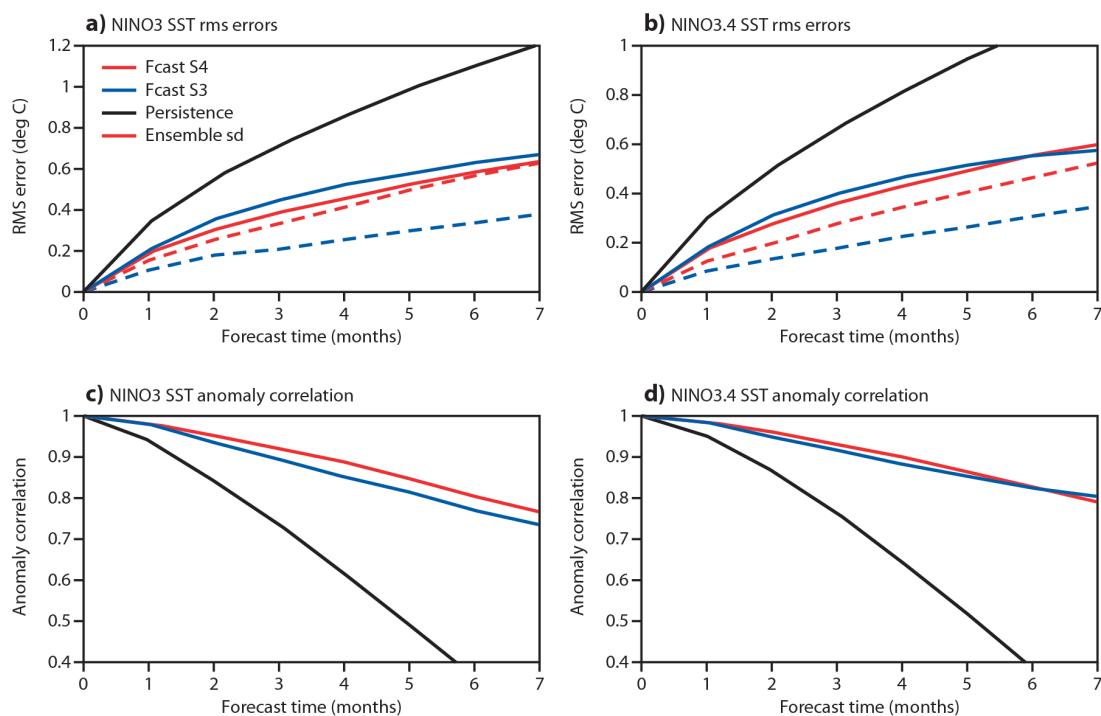 a) NINO3 SST rms errors
1.2
1
0.8
0.6
0.4
0.2
0
RMS error (deg C)
Fcast S4
Fcast S3
Persistence
Ensemble sd
0 1 2 3 4 5 6 7
Forecast time (months)
b) NINO3.4 SST rms errors
1
0.8
0.6
0.4
0.2
0
RMS error (deg C)
0 1 2 3 4 5 6 7
Forecast time (months)
c) NINO3 SST anomaly correlation
1
0.9
0.8
0.7
0.6
0.5
0.4
Anomaly correlation
0 1 2 3 4 5 6 7
Forecast time (months)
d) NINO3.4 SST anomaly correlation
1
0.9
0.8
0.7
0.6
0.5
0.4
Anomaly correlation
0 1 2 3 4 5 6 7
Forecast time (months)